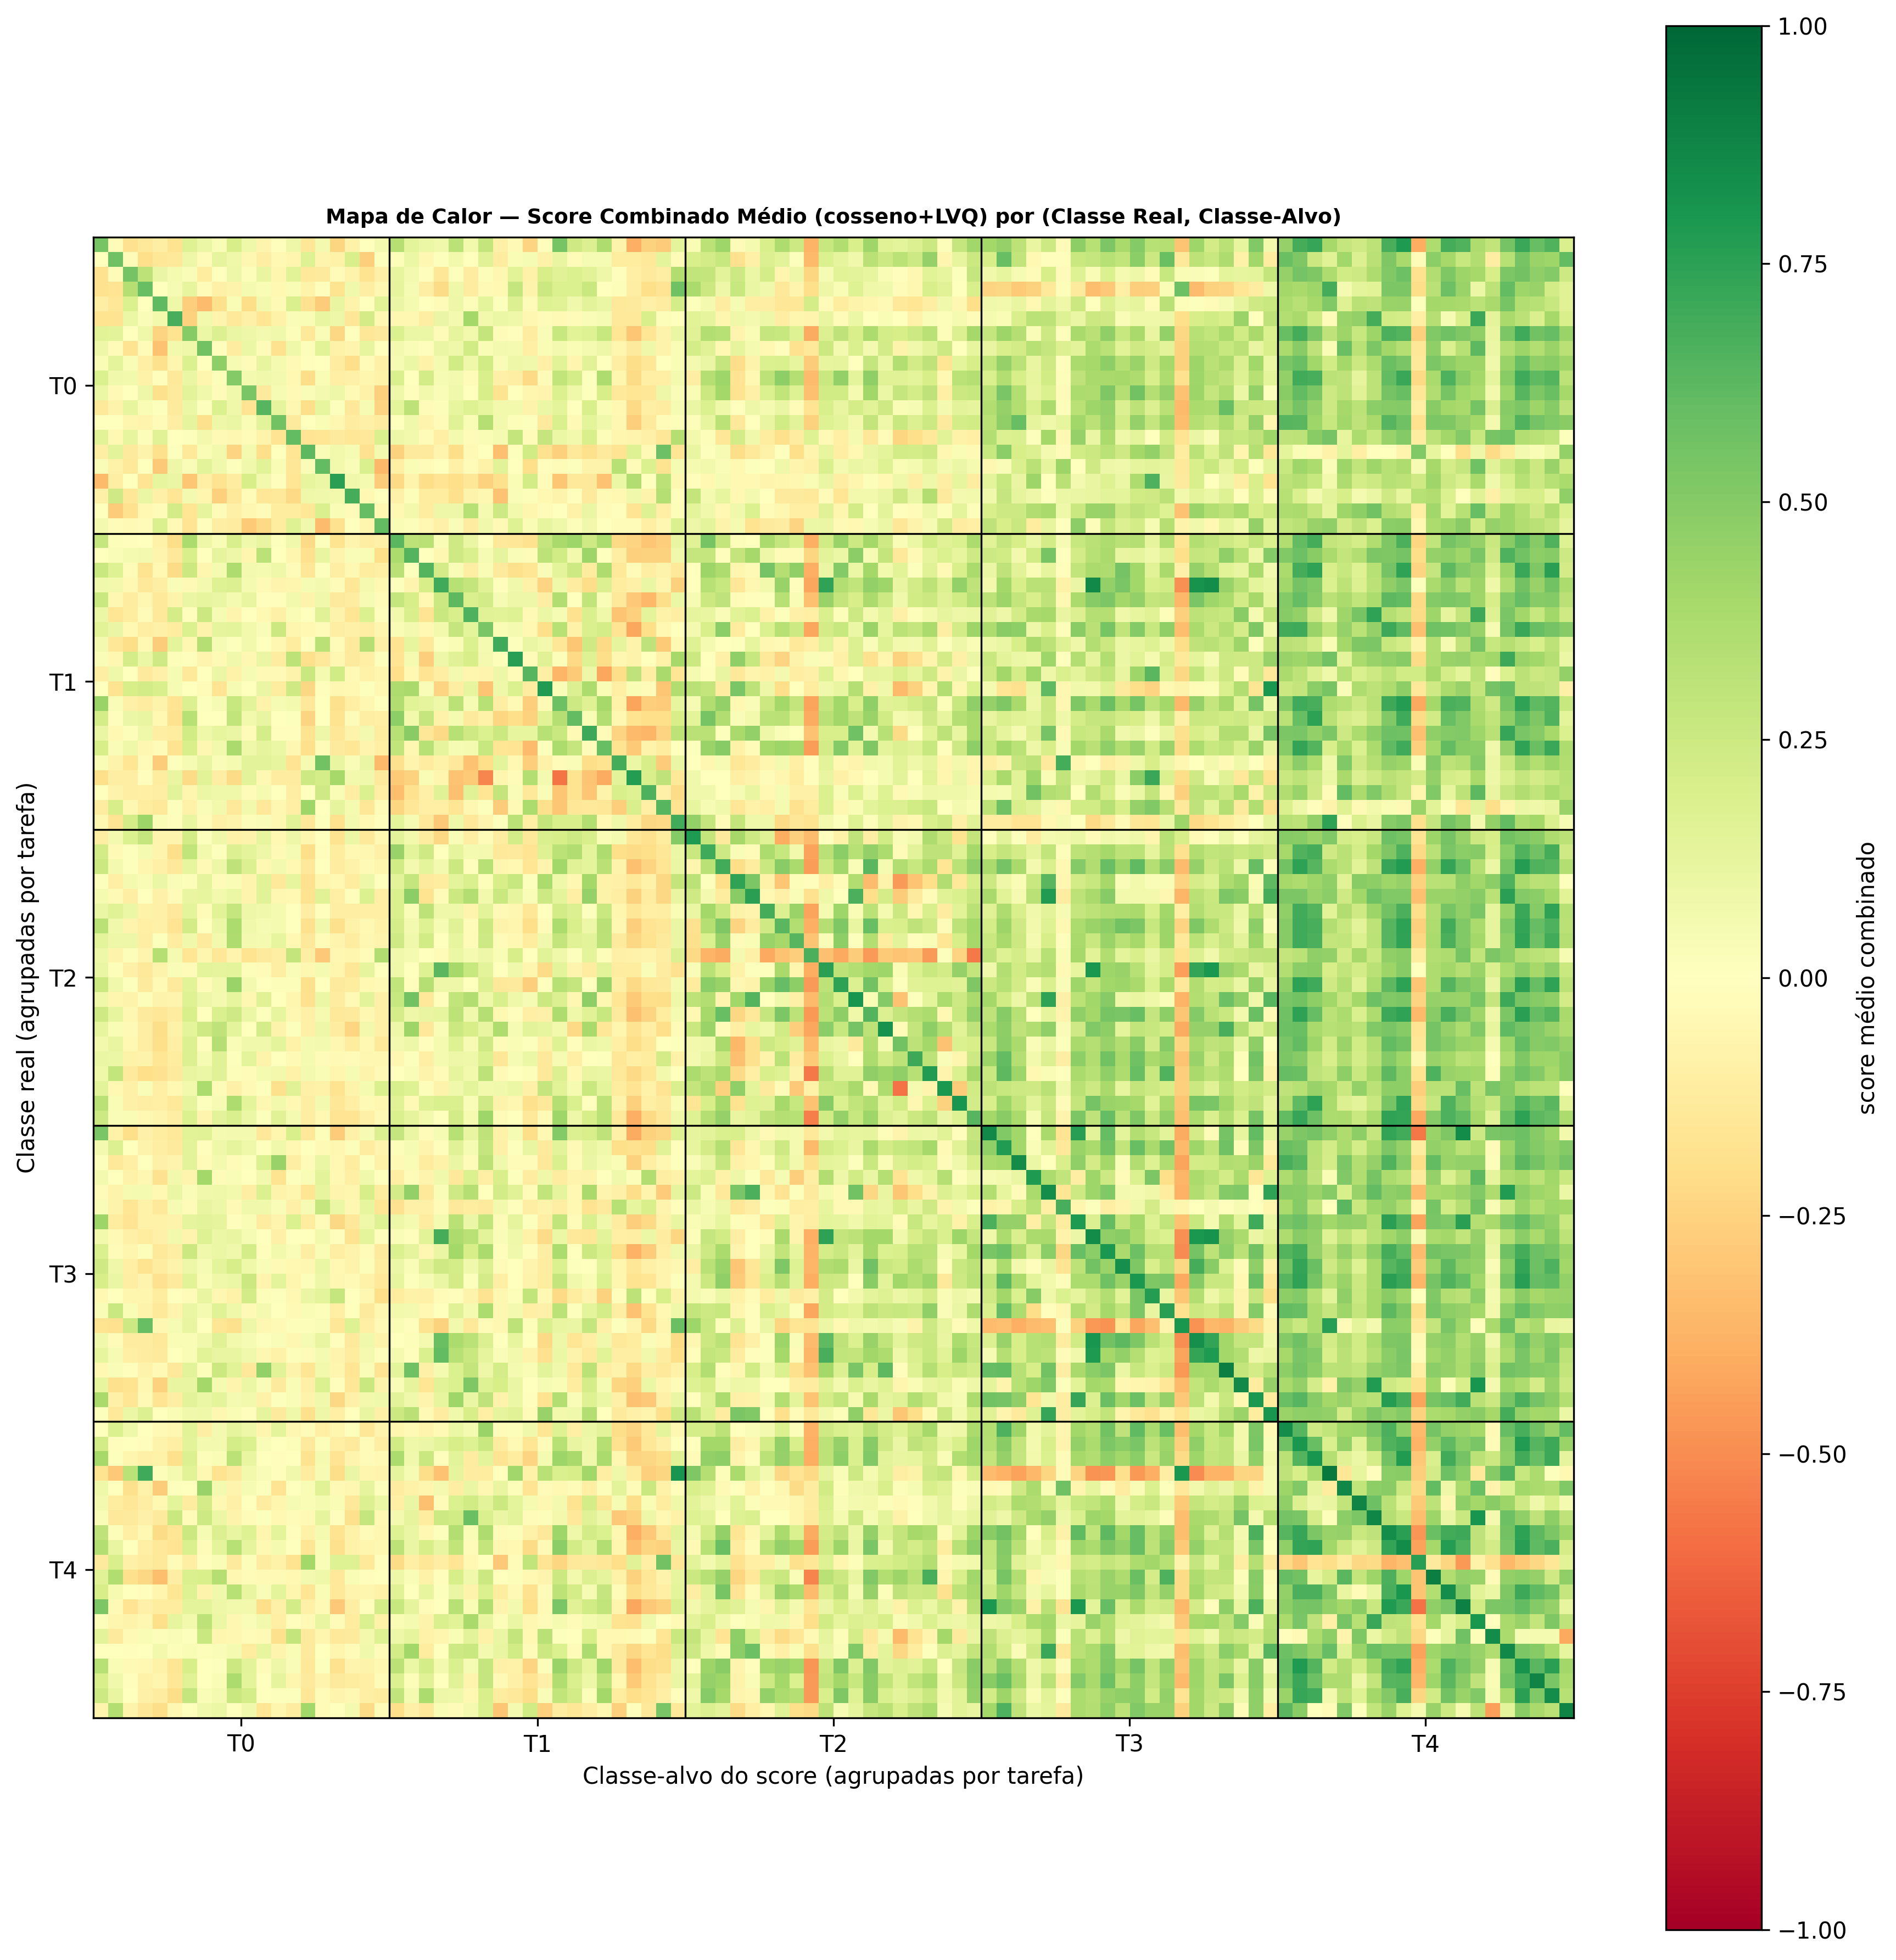 Mapa de Calor — Score Combinado Médio (cosseno+LVQ) por (Classe Real, Classe-Alvo)
Classe real (agrupadas por tarefa)
T0
T1
T2
T3
T4
T0
T1
T2
T3
T4
Classe-alvo do score (agrupadas por tarefa)
1.00
0.75
0.50
0.25
0.00
−0.25
−0.50
−0.75
−1.00
score médio combinado